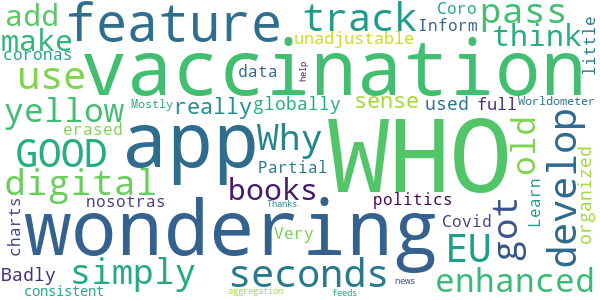 add feature track Coro pass little
make Inform think
coronas vaccination unadjustable
use data help
yellow really globally sense used full Worldometer
Mostly
erased app Why WHO old develop organized
GOOD Partial
digital books politics Learn
charts nosotras Thanks Covid got
wondering Very EU
Badly simply seconds news enhanced
consistent aggregation feeds